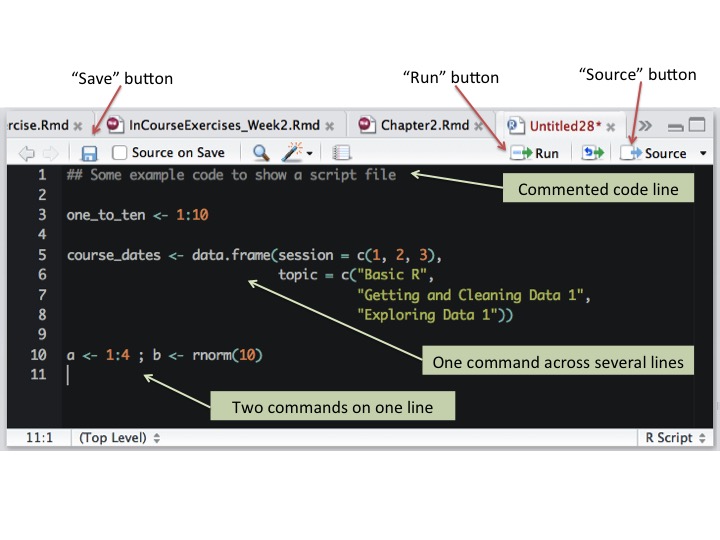 "Save" button
"Run" button
"Source" button
rcise.Rmd
InCourseExercises_Week2.Rmd
Chapter2.Rmd
Untitled28*
Source on Save
Run
Source
1 ## Some example code to show a script file
Commented code line
2
3 one_to_ten <- 1:10
4
5 course_dates <- data.frame(session = c(1, 2, 3),
6 topic = c("Basic R",
7 "Getting and Cleaning Data 1",
8 "Exploring Data 1"))
9
10 a <- 1:4 ; b <- rnorm(10)
One command across several lines
11
Two commands on one line
11:1 (Top Level) R Script